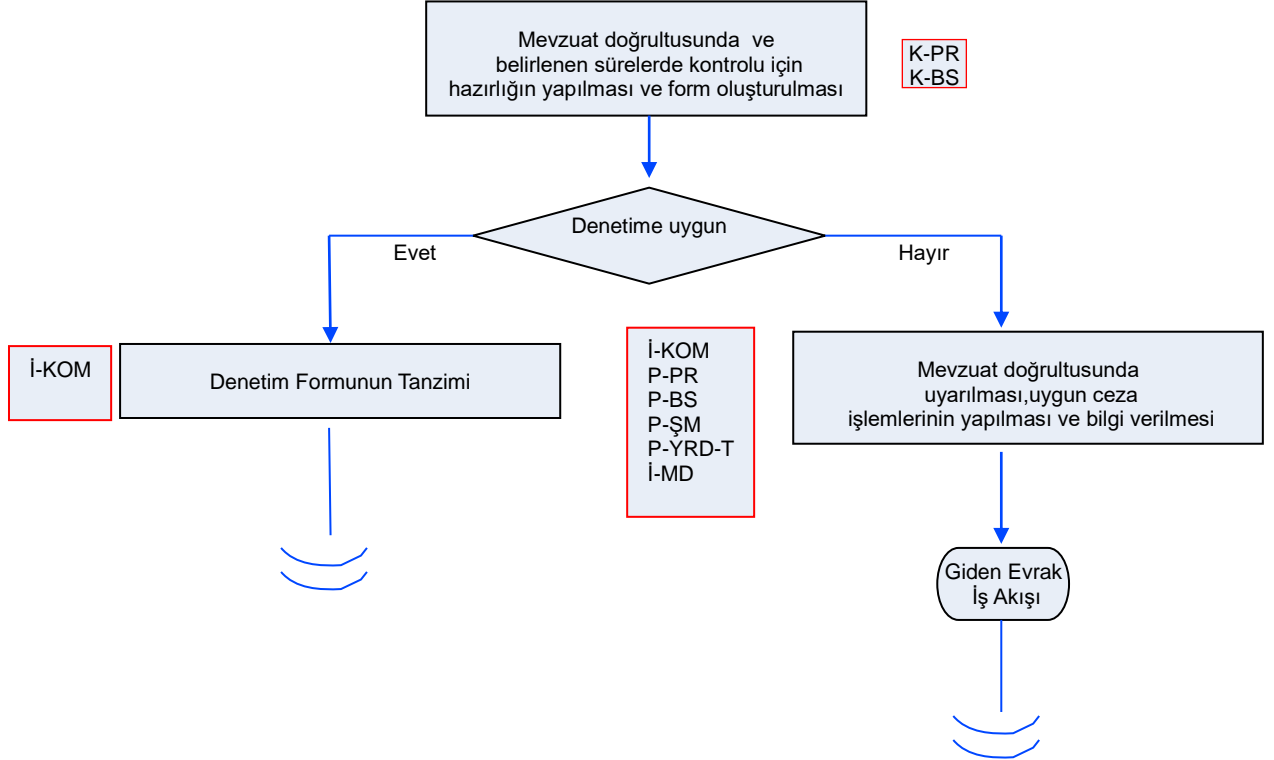 Mevzuat doğrultusunda ve
belirlenen sürelerde kontrolu için
hazırlığın yapılması ve form oluşturulması
K-PR
K-BS
Denetime uygun
Evet
Hayır
İ-KOM
Denetim Formunun Tanzimi
İ-KOM
P-PR
P-BS
P-ŞM
P-YRD-T
İ-MD
Mevzuat doğrultusunda
uyarılması,uygun ceza
işlemlerinin yapılması ve bilgi verilmesi
Giden Evrak
İş Akışı